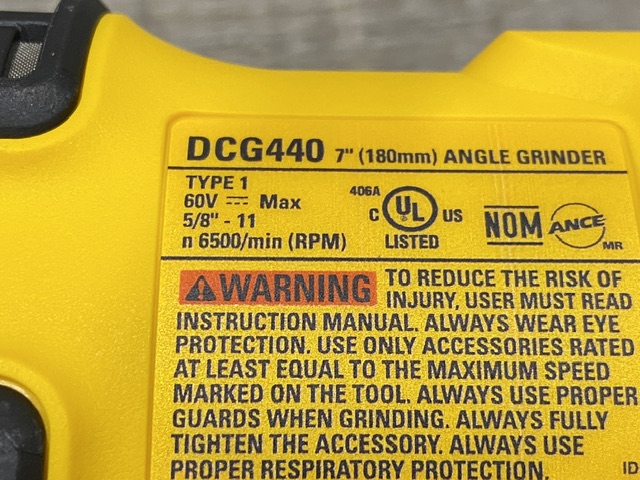 DCG440 7" (180mm) ANGLE GRINDER
TYPE 1
60V ⎓ Max
5/8" - 11
n 6500/min (RPM)
406A
C UL US
LISTED
NOM ANCE
MR
⚠WARNING TO REDUCE THE RISK OF
INJURY, USER MUST READ
INSTRUCTION MANUAL. ALWAYS WEAR EYE
PROTECTION. USE ONLY ACCESSORIES RATED
AT LEAST EQUAL TO THE MAXIMUM SPEED
MARKED ON THE TOOL. ALWAYS USE PROPER
GUARDS WHEN GRINDING. ALWAYS FULLY
TIGHTEN THE ACCESSORY. ALWAYS USE
PROPER RESPIRATORY PROTECTION.
ID